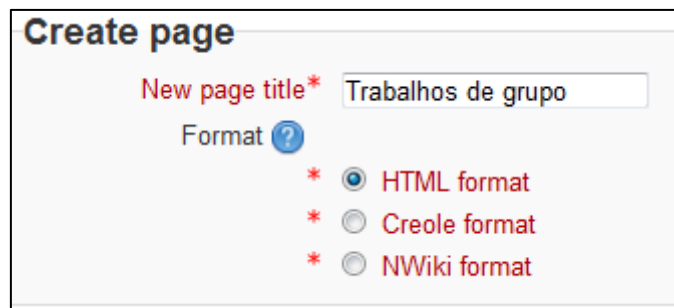 Create page
New page title* Trabalhos de grupo
Format ?
* HTML format
* Creole format
* NWiki format